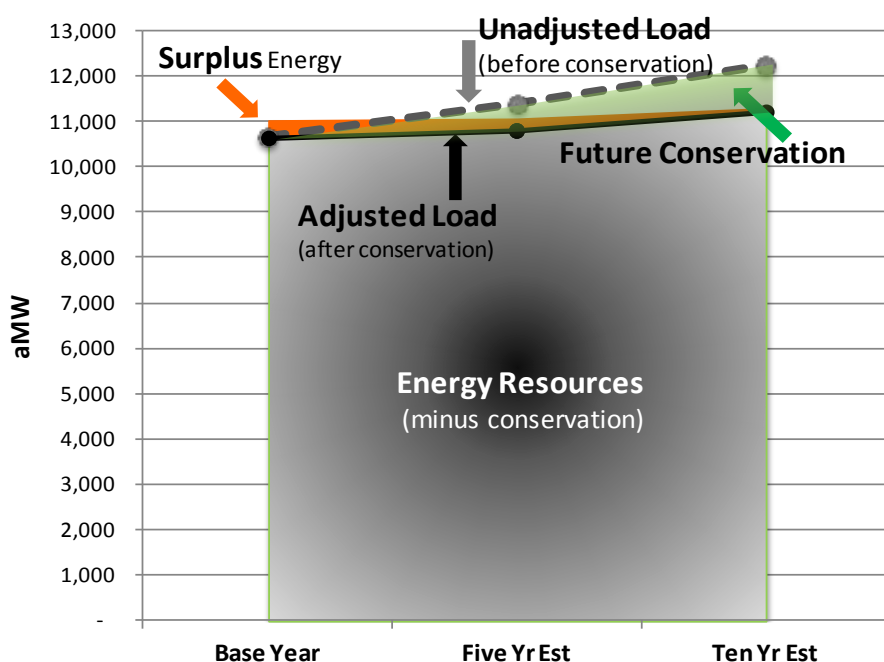 13,000
12,000
11,000
10,000
9,000
8,000
7,000
6,000
5,000
4,000
3,000
2,000
1,000
-
aMW
Surplus Energy
Unadjusted Load
(before conservation)
Future Conservation
Adjusted Load
(after conservation)
Energy Resources
(minus conservation)
Base Year
Five Yr Est
Ten Yr Est